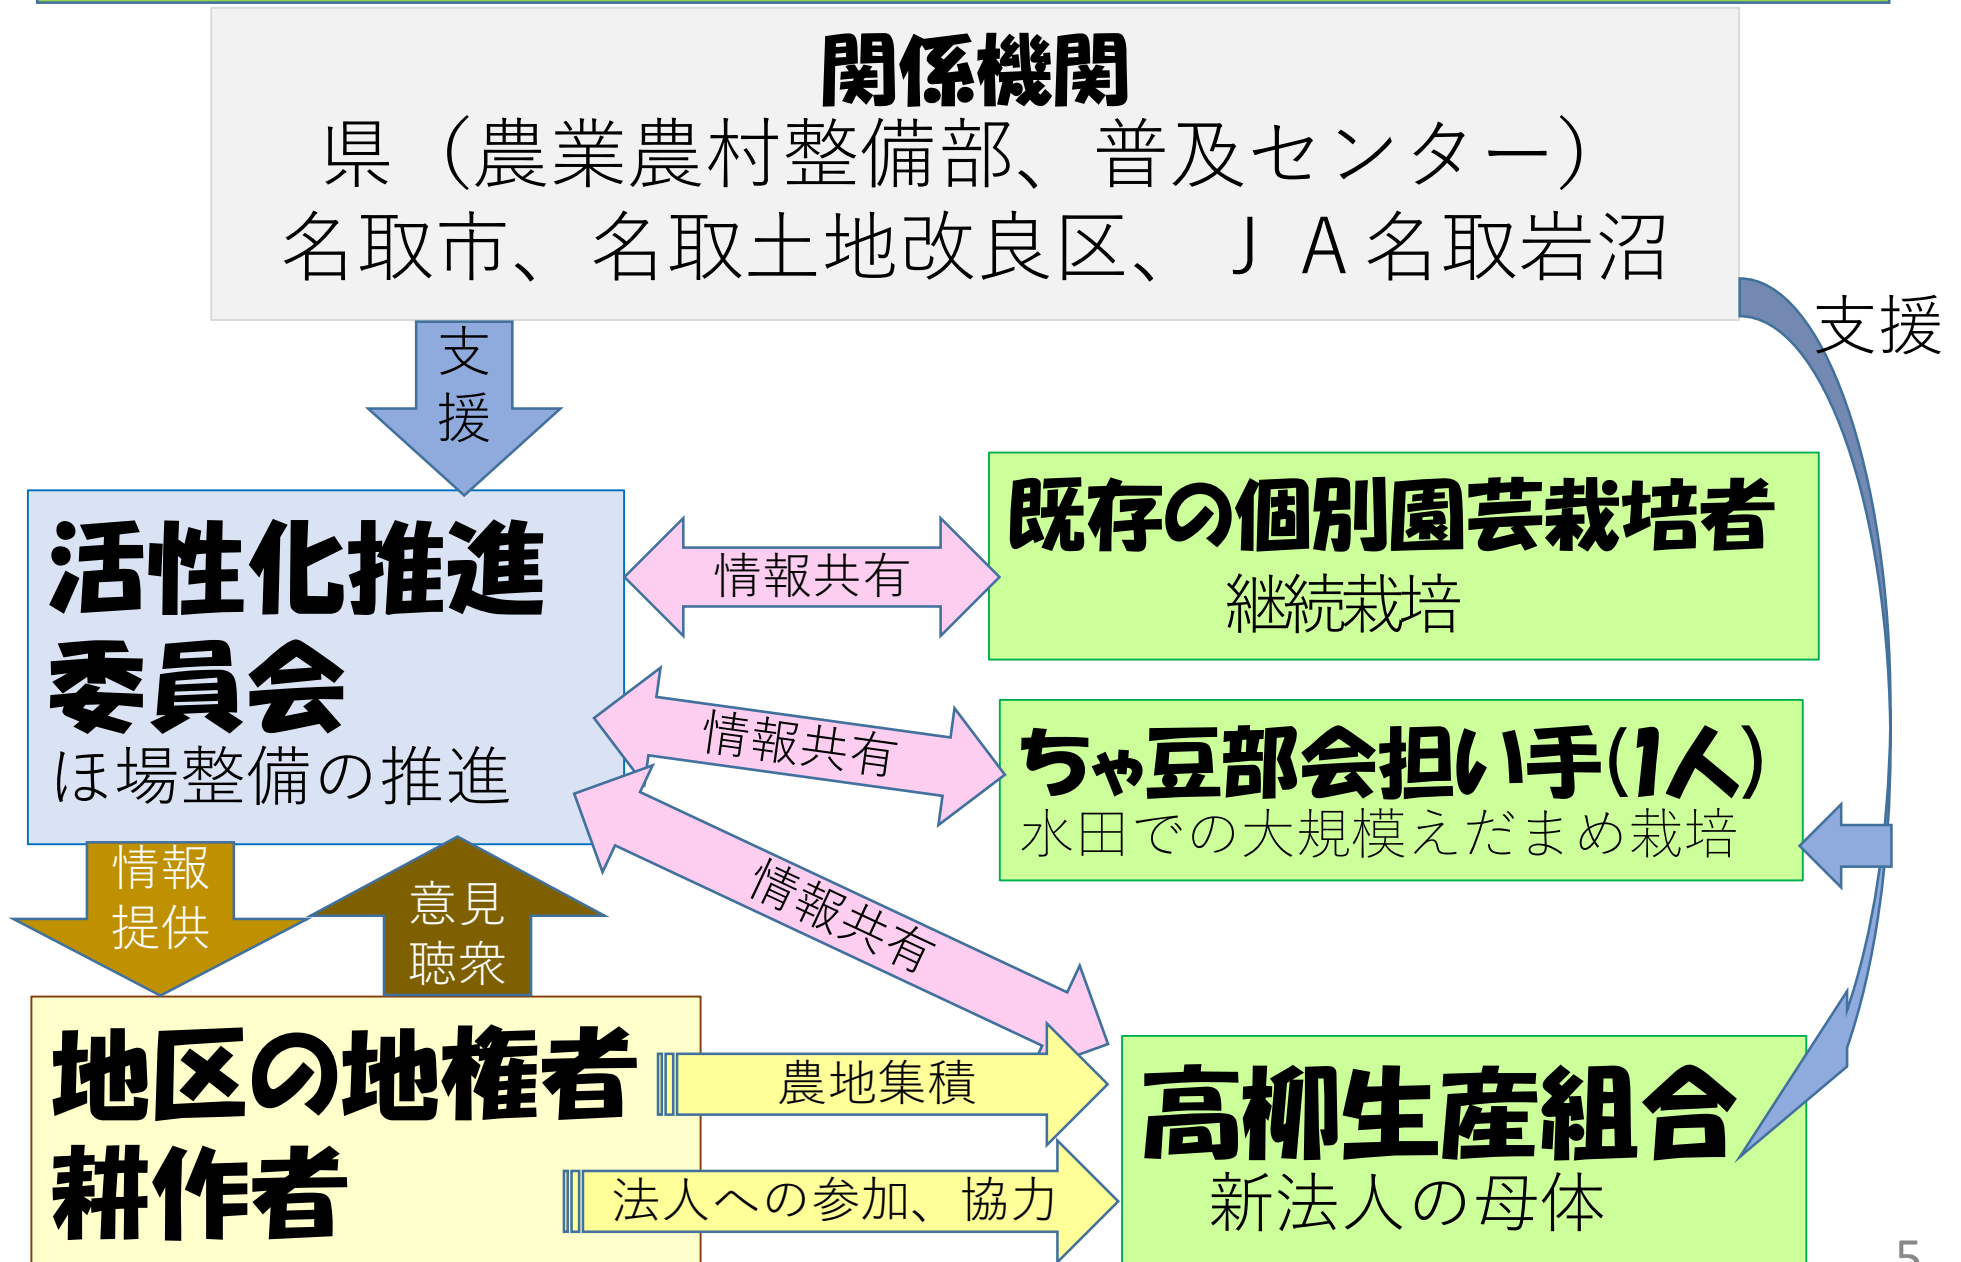 関係機関
県（農業農村整備部、普及センター）
名取市、名取土地改良区、ＪＡ名取岩沼
支援
支援
活性化推進
委員会
ほ場整備の推進
情報共有
既存の個別園芸栽培者
継続栽培
情報共有
ちゃ豆部会担い手(1人)
水田での大規模えだまめ栽培
情報共有
情報
提供
意見
聴衆
地区の地権者
耕作者
農地集積
法人への参加、協力
高柳生産組合
新法人の母体
5